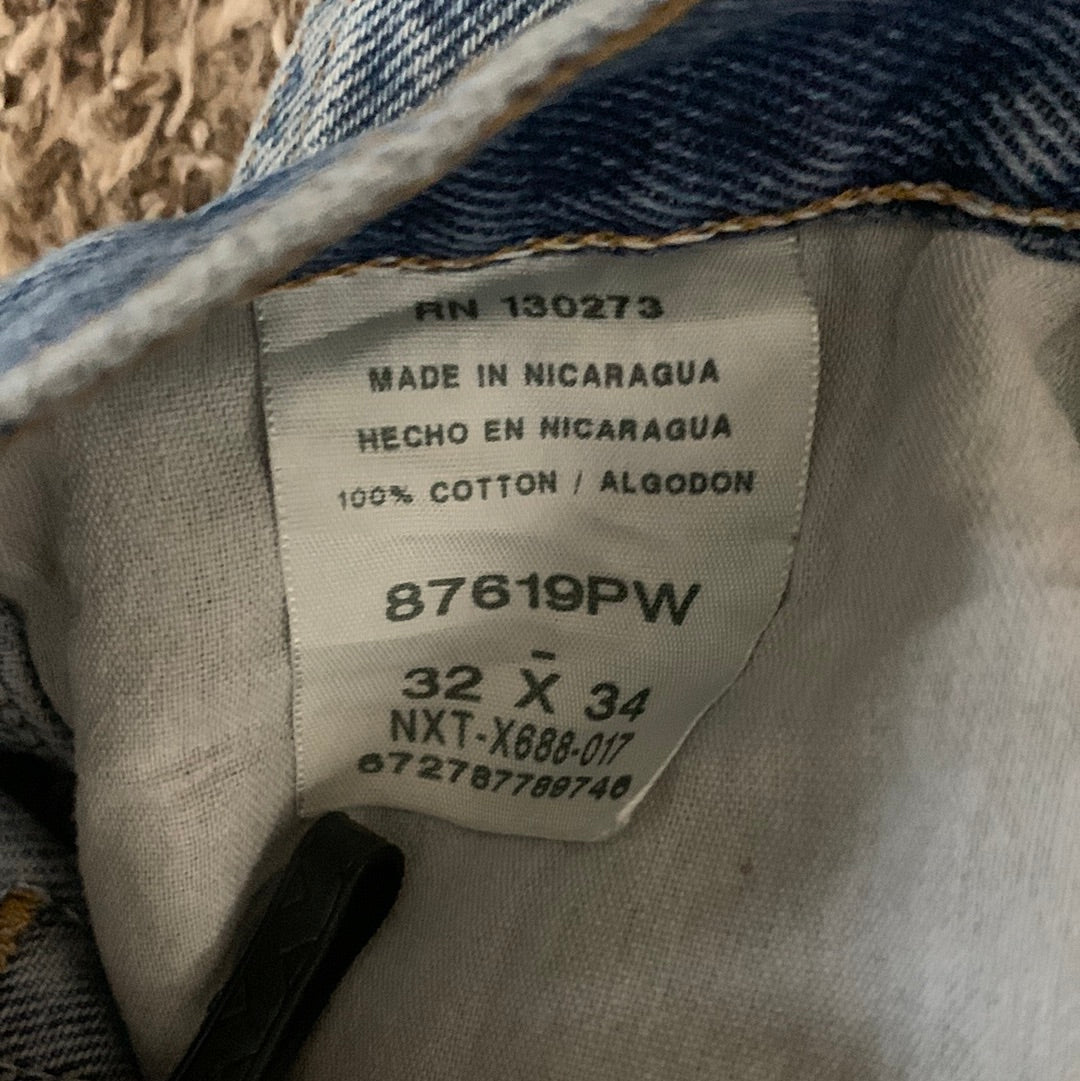 RN 130273
MADE IN NICARAGUA
HECHO EN NICARAGUA
100% COTTON / ALGODON
87619PW
-
32 X 34
NXT-X688-017
672787789746